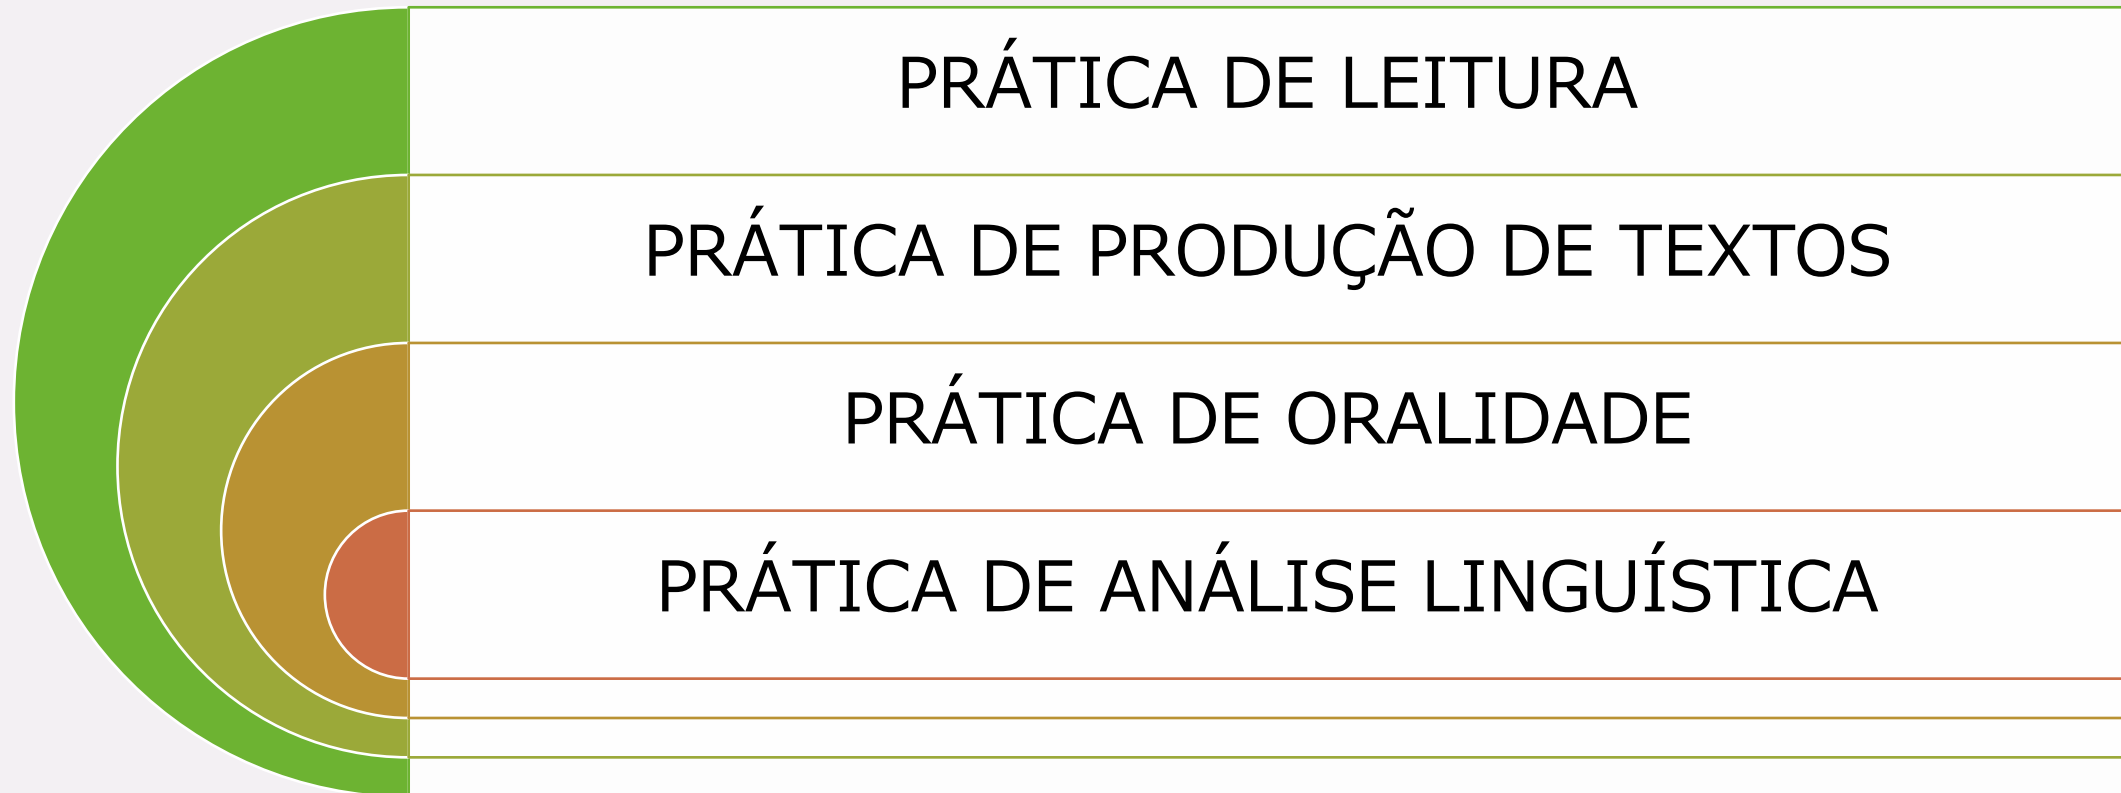 PRÁTICA DE LEITURA
PRÁTICA DE PRODUÇÃO DE TEXTOS
PRÁTICA DE ORALIDADE
PRÁTICA DE ANÁLISE LINGUÍSTICA